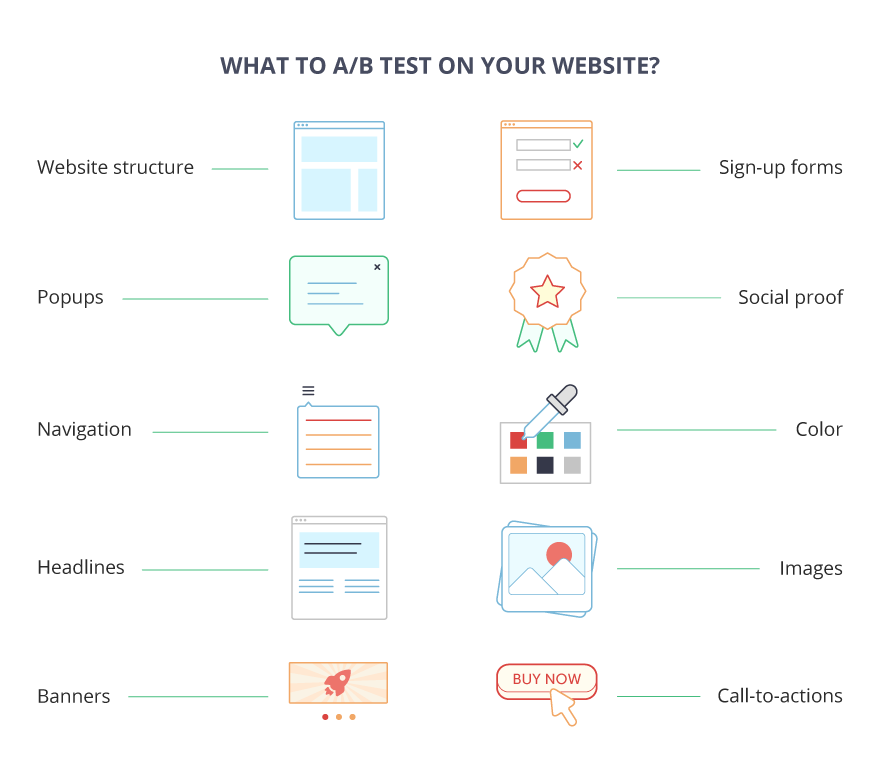 WHAT TO A/B TEST ON YOUR WEBSITE?
Website structure
Sign-up forms
Popups
Social proof
Navigation
Color
Headlines
Images
Banners
BUY NOW
Call-to-actions